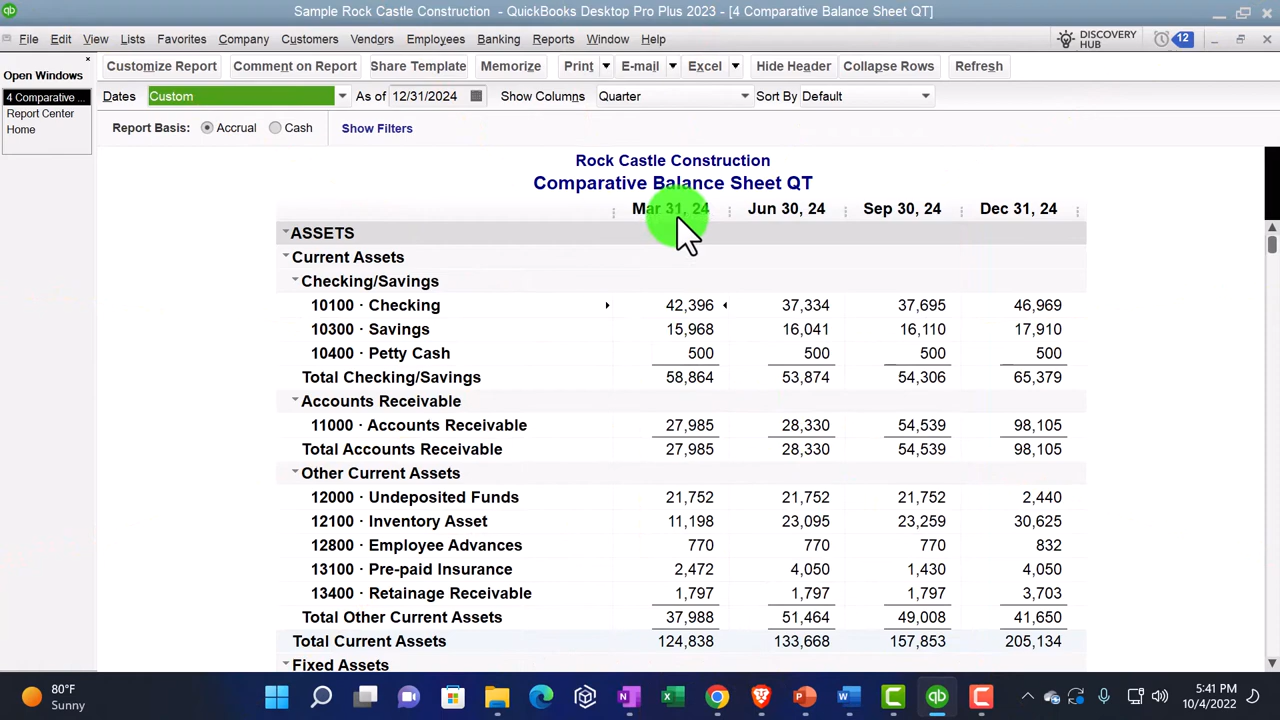 Sample Rock Castle Construction - QuickBooks Desktop Pro Plus 2023 - [4 Comparative Balance Sheet QT]
File Edit View Lists Favorites Company Customers Vendors Employees Banking Reports Window Help DISCOVERY HUB 12
Open Windows
4 Comparative ...
Report Center
Home
Customize Report Comment on Report Share Template Memorize Print E-mail Excel Hide Header Collapse Rows Refresh
Dates Custom As of 12/31/2024 Show Columns Quarter Sort By Default
Report Basis: Accrual Cash Show Filters
Rock Castle Construction
Comparative Balance Sheet QT
Mar 31, 24 Jun 30, 24 Sep 30, 24 Dec 31, 24
ASSETS
Current Assets
Checking/Savings
10100 · Checking 42,396 37,334 37,695 46,969
10300 · Savings 15,968 16,041 16,110 17,910
10400 · Petty Cash 500 500 500 500
Total Checking/Savings 58,864 53,874 54,306 65,379
Accounts Receivable
11000 · Accounts Receivable 27,985 28,330 54,539 98,105
Total Accounts Receivable 27,985 28,330 54,539 98,105
Other Current Assets
12000 · Undeposited Funds 21,752 21,752 21,752 2,440
12100 · Inventory Asset 11,198 23,095 23,259 30,625
12800 · Employee Advances 770 770 770 832
13100 · Pre-paid Insurance 2,472 4,050 1,430 4,050
13400 · Retainage Receivable 1,797 1,797 1,797 3,703
Total Other Current Assets 37,988 51,464 49,008 41,650
Total Current Assets 124,838 133,668 157,853 205,134
Fixed Assets
80°F
Sunny
5:41 PM
10/4/2022